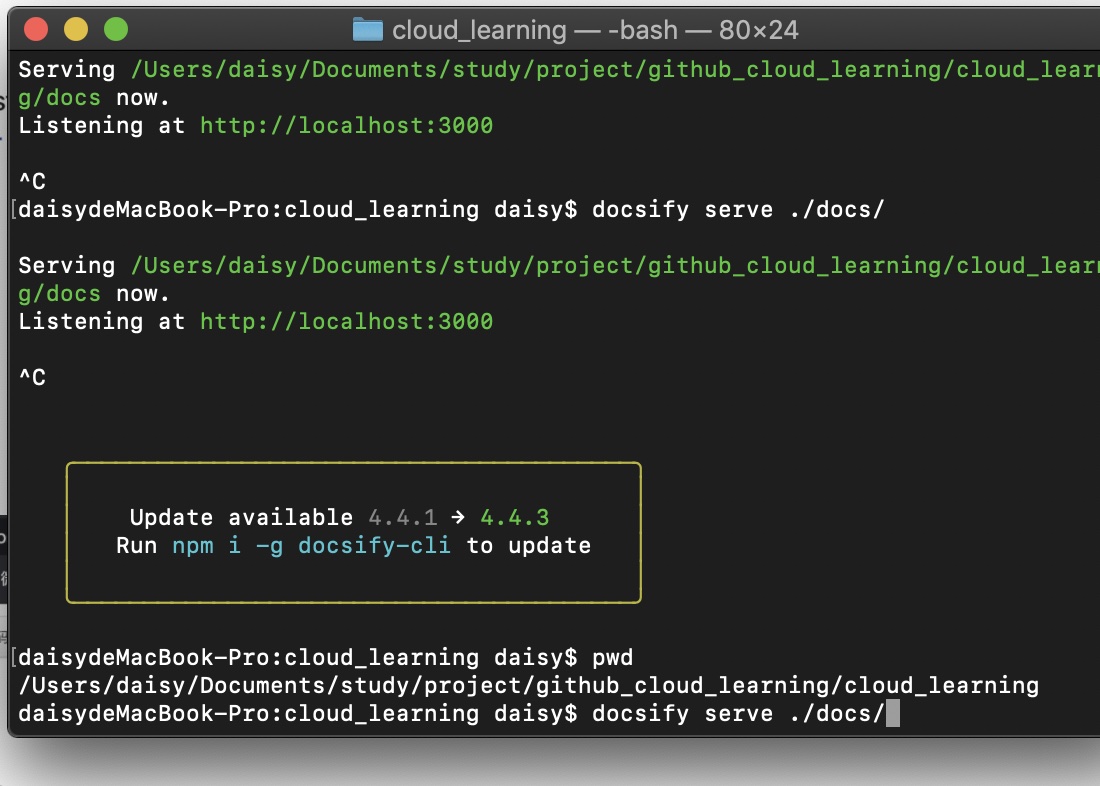 cloud_learning — -bash — 80×24
Serving /Users/daisy/Documents/study/project/github_cloud_learning/cloud_learn
g/docs now.
Listening at http://localhost:3000
^C
daisydeMacBook-Pro:cloud_learning daisy$ docsify serve ./docs/
Serving /Users/daisy/Documents/study/project/github_cloud_learning/cloud_learn
g/docs now.
Listening at http://localhost:3000
^C
Update available 4.4.1 → 4.4.3
Run npm i -g docsify-cli to update
daisydeMacBook-Pro:cloud_learning daisy$ pwd
/Users/daisy/Documents/study/project/github_cloud_learning/cloud_learning
daisydeMacBook-Pro:cloud_learning daisy$ docsify serve ./docs/